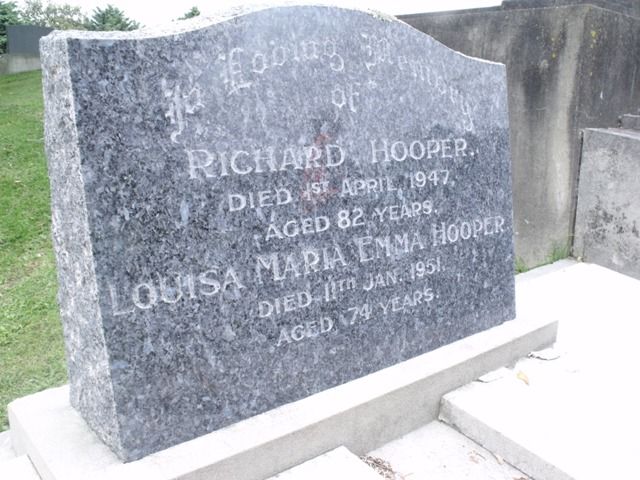 In Loving Memory
of
RICHARD HOOPER.
DIED 1ST APRIL, 1947.
AGED 82 YEARS.
LOUISA MARIA EMMA HOOPER
DIED 11TH JAN. 1951.
AGED 74 YEARS.